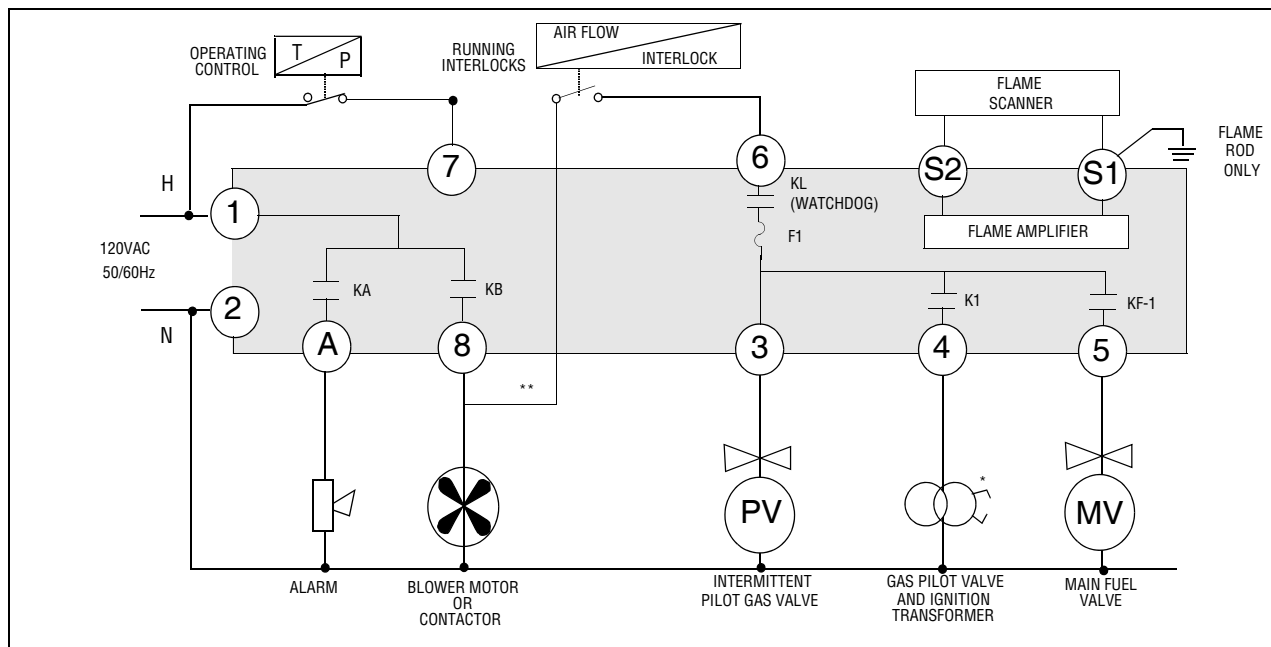 OPERATING
CONTROL
T
P
RUNNING
INTERLOCKS
AIR FLOW
INTERLOCK
FLAME
SCANNER
FLAME
ROD
ONLY
7
6
S2
S1
H
1
KL
(WATCHDOG)
F1
FLAME AMPLIFIER
120VAC
50/60Hz
KA
KB
K1
KF-1
2
N
A
8
3
4
5
**
*
PV
MV
ALARM
BLOWER MOTOR
OR
CONTACTOR
INTERMITTENT
PILOT GAS VALVE
GAS PILOT VALVE
AND IGNITION
TRANSFORMER
MAIN FUEL
VALVE